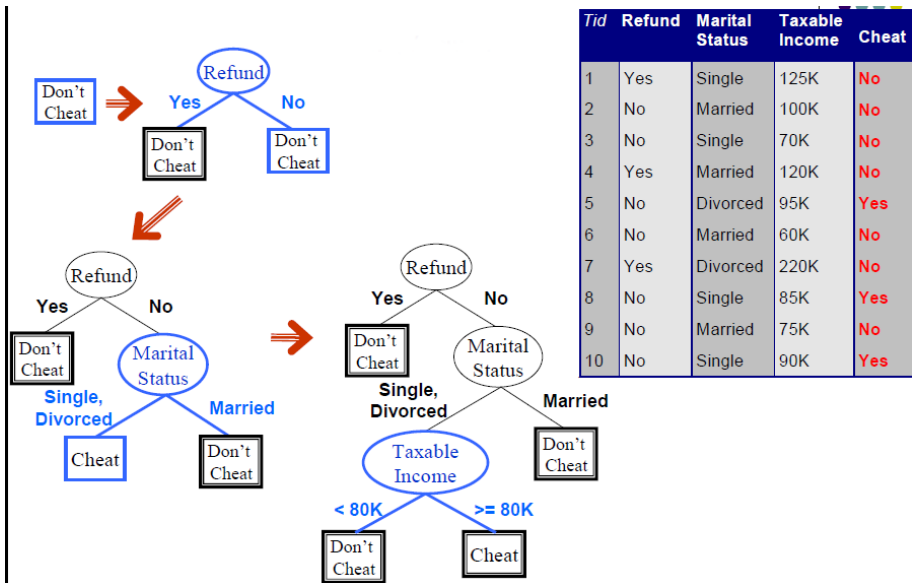 Don't
Cheat
Refund
Yes
No
Don't
Cheat
Don't
Cheat
Refund
Yes
No
Don't
Cheat
Marital
Status
Single,
Divorced
Married
Cheat
Don't
Cheat
Refund
Yes
No
Don't
Cheat
Marital
Status
Single,
Divorced
Married
Taxable
Income
Don't
Cheat
< 80K
>= 80K
Don't
Cheat
Cheat
Tid Refund Marital Status Taxable Income Cheat
1 Yes Single 125K No
2 No Married 100K No
3 No Single 70K No
4 Yes Married 120K No
5 No Divorced 95K Yes
6 No Married 60K No
7 Yes Divorced 220K No
8 No Single 85K Yes
9 No Married 75K No
10 No Single 90K Yes